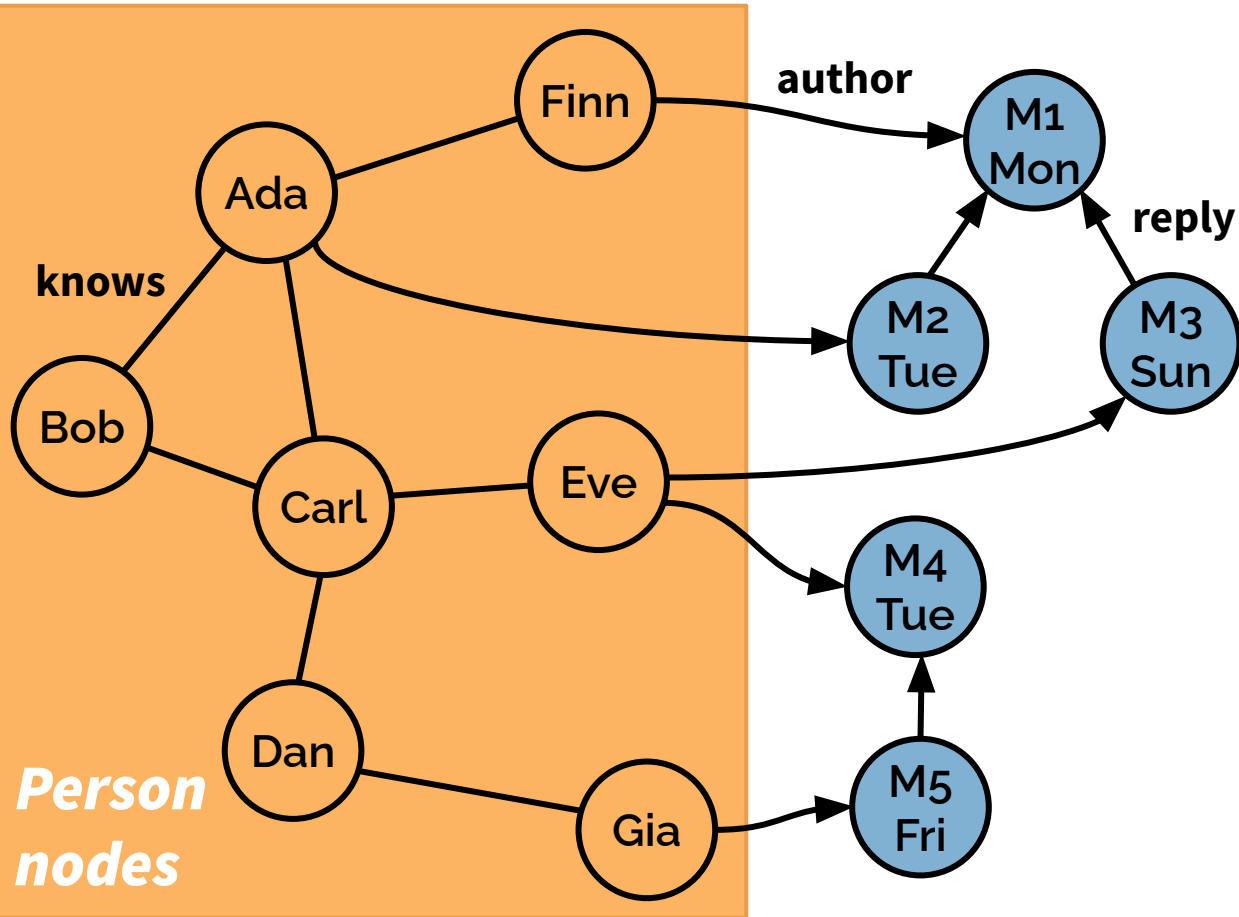 Finn
author
M1
Mon
Ada
reply
knows
M2
Tue
M3
Sun
Bob
Carl
Eve
M4
Tue
Dan
Person
nodes
Gia
M5
Fri